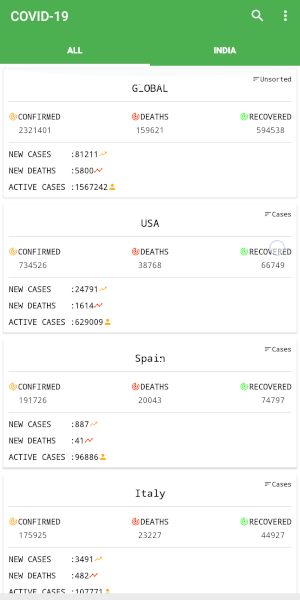 COVID-19
ALL INDIA
Unsorted
GLOBAL
CONFIRMED DEATHS RECOVERED
2321401 159621 594538
NEW CASES :81211
NEW DEATHS :5800
ACTIVE CASES :1567242
Cases
USA
CONFIRMED DEATHS RECOVERED
734526 38768 66749
NEW CASES :24791
NEW DEATHS :1614
ACTIVE CASES :629009
Cases
Spain
CONFIRMED DEATHS RECOVERED
191726 20043 74797
NEW CASES :887
NEW DEATHS :41
ACTIVE CASES :96886
Cases
Italy
CONFIRMED DEATHS RECOVERED
175925 23227 44927
NEW CASES :3491
NEW DEATHS :482
ACTIVE CASES :107771